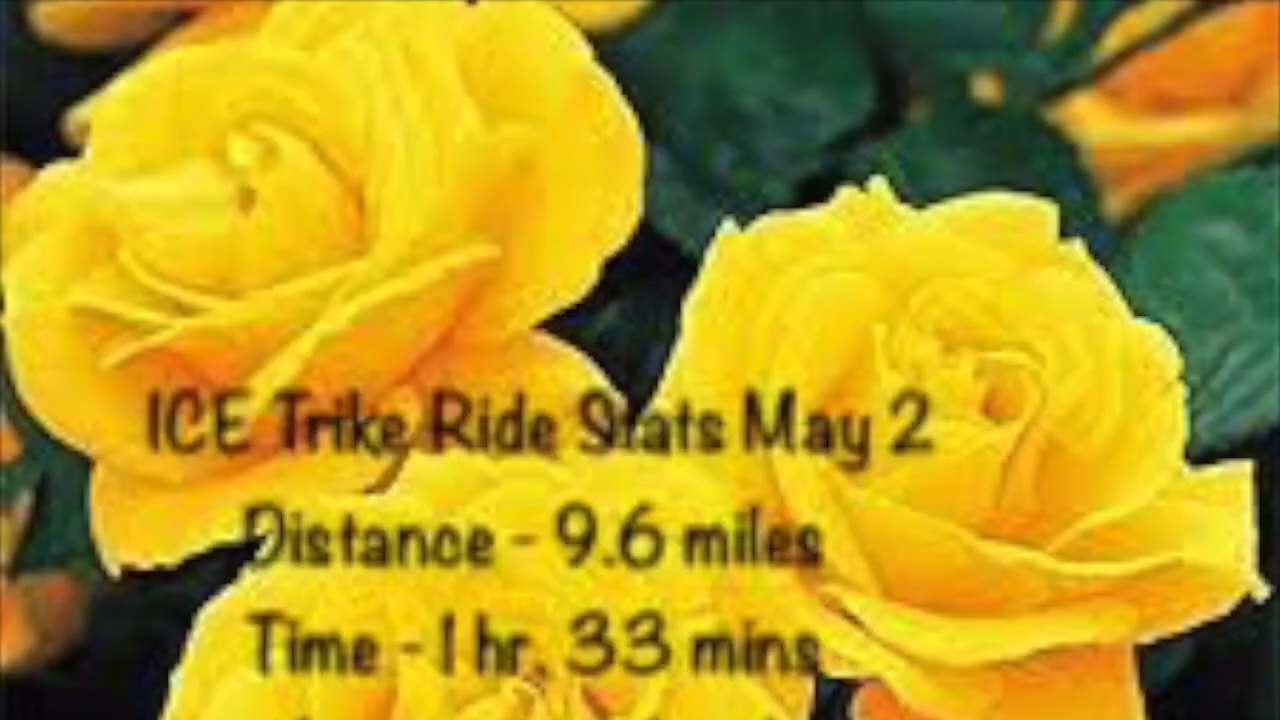 ICE Trike Ride Stats May 2
Distance - 9.6 miles
Time - 1 hr, 33 mins